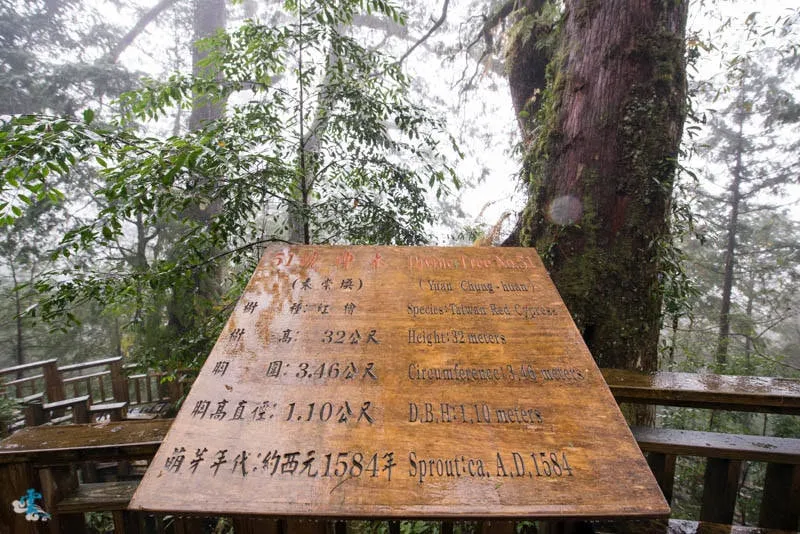 51號神木 Divine Tree No.51
(袁崇煥) (Yuan Chung-huan)
樹種:紅檜 Species:Taiwan Red Cypress
樹高:32公尺 Height:32 meters
胸圍:3.46公尺 Circumference:3.46 meters
胸高直徑:1.10公尺 D.B.H:1.10 meters
萌芽年代:約西元1584年 Sprout:ca. A.D.1584